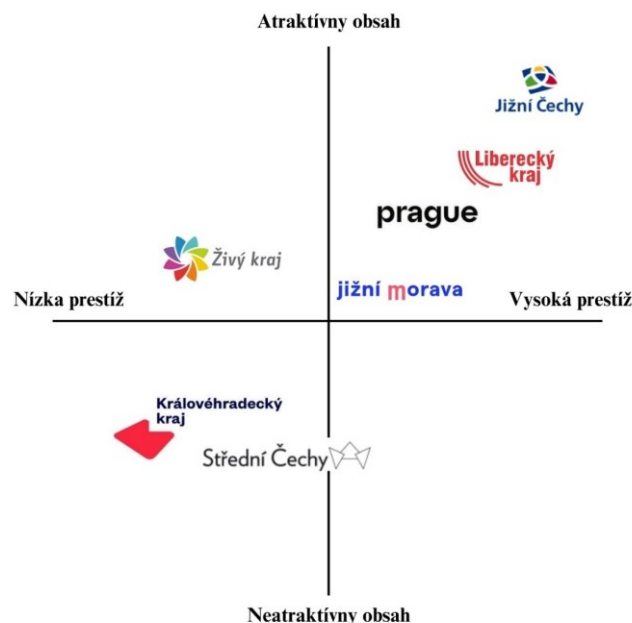 Atraktívny obsah
Jižní Čechy
Liberecký
kraj
prague
Živý kraj
jižní morava
Nízka prestíž
Vysoká prestíž
Královéhradecký
kraj
Střední Čechy
Neatraktívny obsah